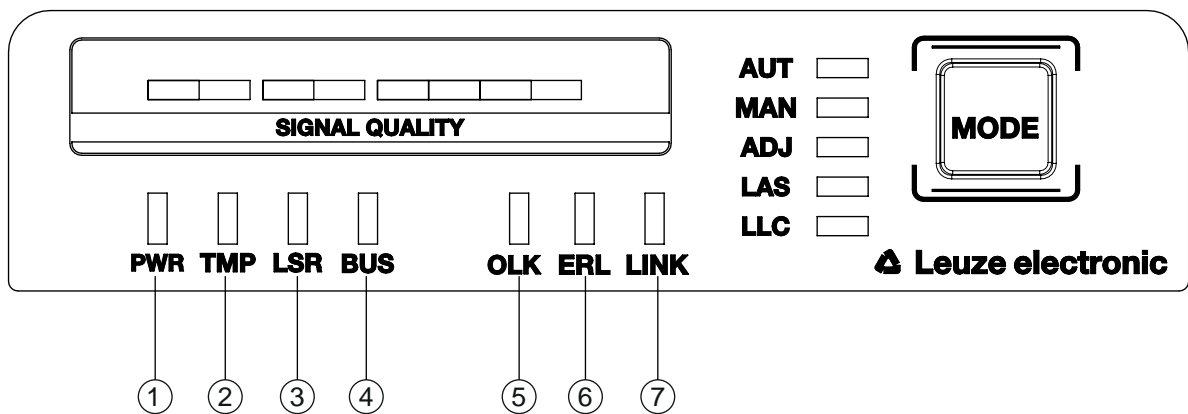 SIGNAL QUALITY
AUT
MAN
ADJ
LAS
LLC
MODE
PWR TMP LSR BUS OLK ERL LINK
Leuze electronic
1 2 3 4 5 6 7